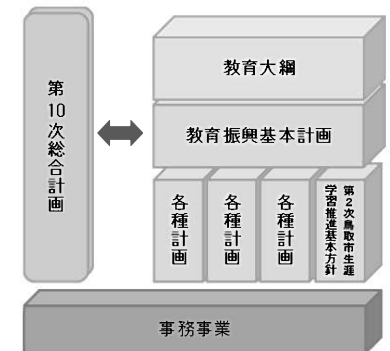 第10次総合計画
教育大綱
教育振興基本計画
各種計画
各種計画
各種計画
第2次鳥取市生涯
学習推進基本方針
事務事業